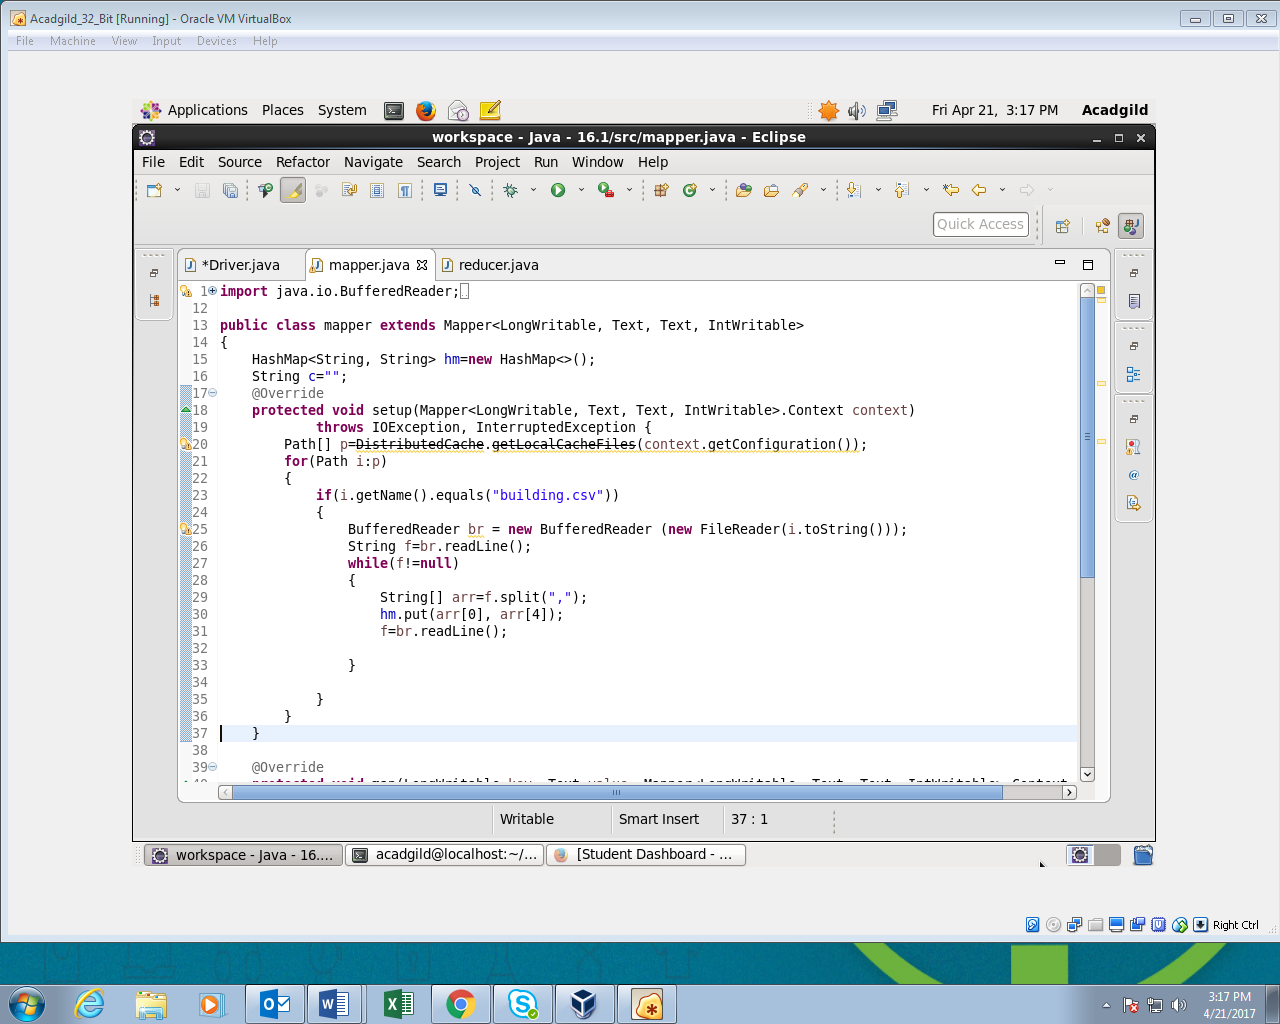 Acadgild_32_Bit [Running] - Oracle VM VirtualBox
File Machine View Input Devices Help
Applications Places System Fri Apr 21, 3:17 PM Acadgild
workspace - Java - 16.1/src/mapper.java - Eclipse
File Edit Source Refactor Navigate Search Project Run Window Help
Quick Access
*Driver.java mapper.java reducer.java
1 import java.io.BufferedReader;
12
13 public class mapper extends Mapper<LongWritable, Text, Text, IntWritable>
14 {
15 HashMap<String, String> hm=new HashMap<>();
16 String c="";
17 @Override
18 protected void setup(Mapper<LongWritable, Text, Text, IntWritable>.Context context)
19 throws IOException, InterruptedException {
20 Path[] p=DistributedCache.getLocalCacheFiles(context.getConfiguration());
21 for(Path i:p)
22 {
23 if(i.getName().equals("building.csv"))
24 {
25 BufferedReader br = new BufferedReader (new FileReader(i.toString()));
26 String f=br.readLine();
27 while(f!=null)
28 {
29 String[] arr=f.split(",");
30 hm.put(arr[0], arr[4]);
31 f=br.readLine();
32
33 }
34
35 }
36 }
37 }
38
39 @Override
Writable Smart Insert 37 : 1
workspace - Java - 16.... acadgild@localhost:~/... [Student Dashboard - ...
Right Ctrl
3:17 PM
4/21/2017